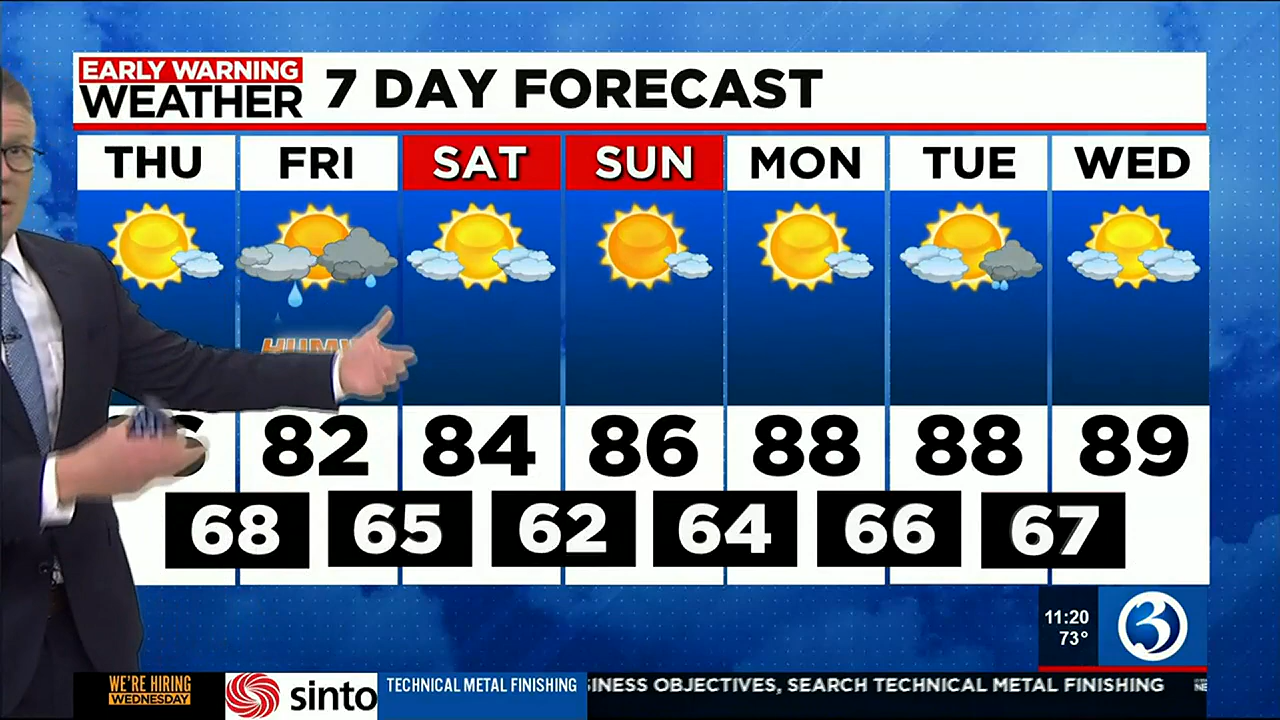 EARLY WARNING
WEATHER
7 DAY FORECAST
THU FRI SAT SUN MON TUE WED
82 84 86 88 88 89
68 65 62 64 66 67
11:20
73°
3
WE'RE HIRING
WEDNESDAY
sinto
TECHNICAL METAL FINISHING
BUSINESS OBJECTIVES, SEARCH TECHNICAL METAL FINISHING